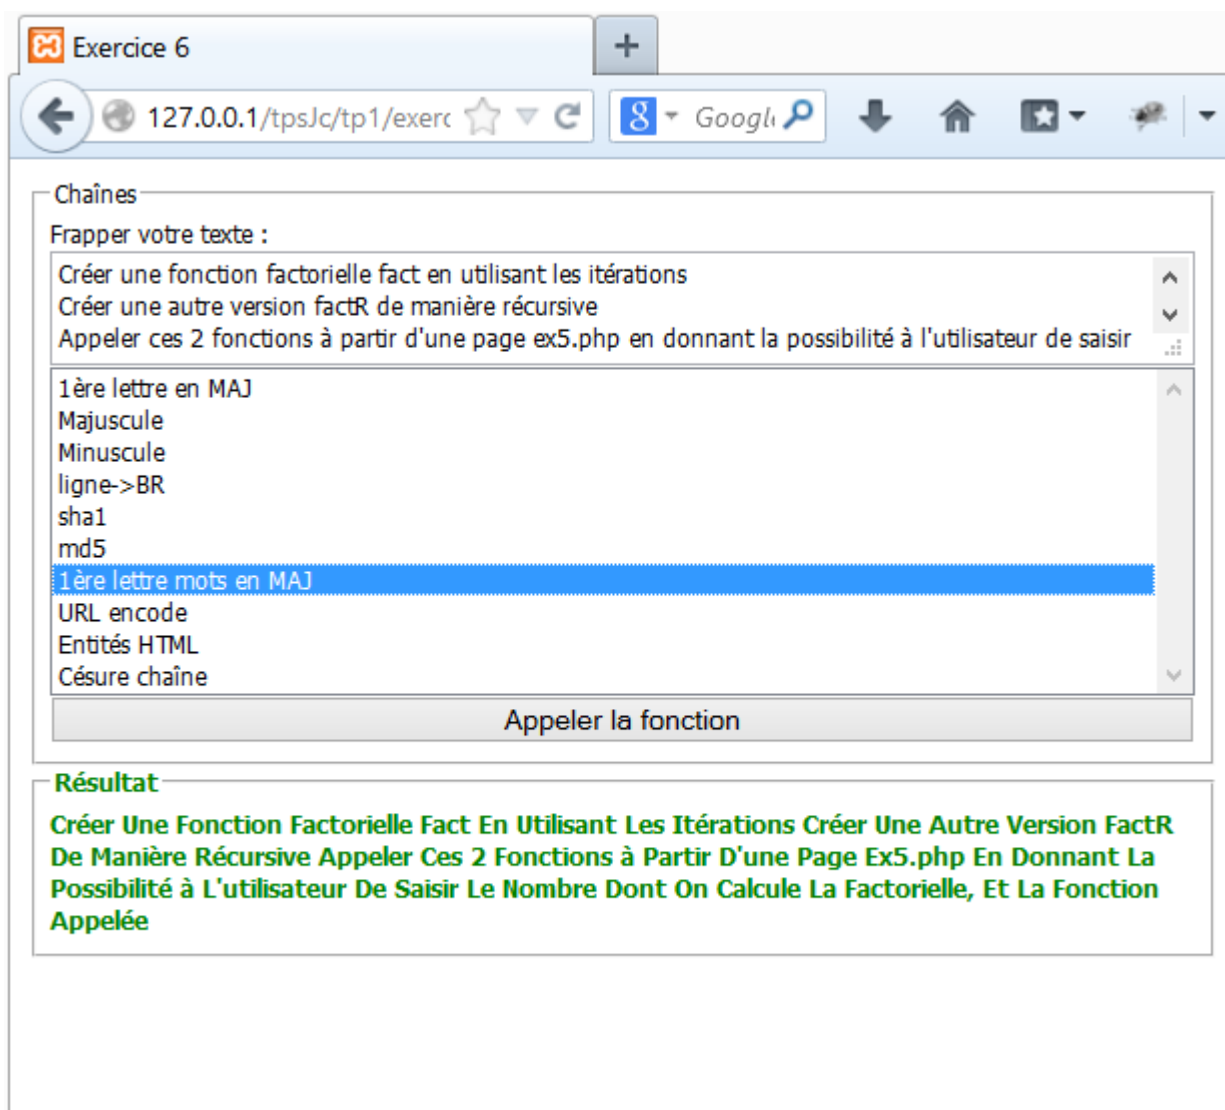 Exercice 6
127.0.0.1/tpsJc/tp1/exerc
Googl
Chaînes
Frapper votre texte :
Créer une fonction factorielle fact en utilisant les itérations
Créer une autre version factR de manière récursive
Appeler ces 2 fonctions à partir d'une page ex5.php en donnant la possibilité à l'utilisateur de saisir
1ère lettre en MAJ
Majuscule
Minuscule
ligne->BR
sha1
md5
1ère lettre mots en MAJ
URL encode
Entités HTML
Césure chaîne
Appeler la fonction
Résultat
Créer Une Fonction Factorielle Fact En Utilisant Les Itérations Créer Une Autre Version FactR
De Manière Récursive Appeler Ces 2 Fonctions à Partir D'une Page Ex5.php En Donnant La
Possibilité à L'utilisateur De Saisir Le Nombre Dont On Calcule La Factorielle, Et La Fonction
Appelée